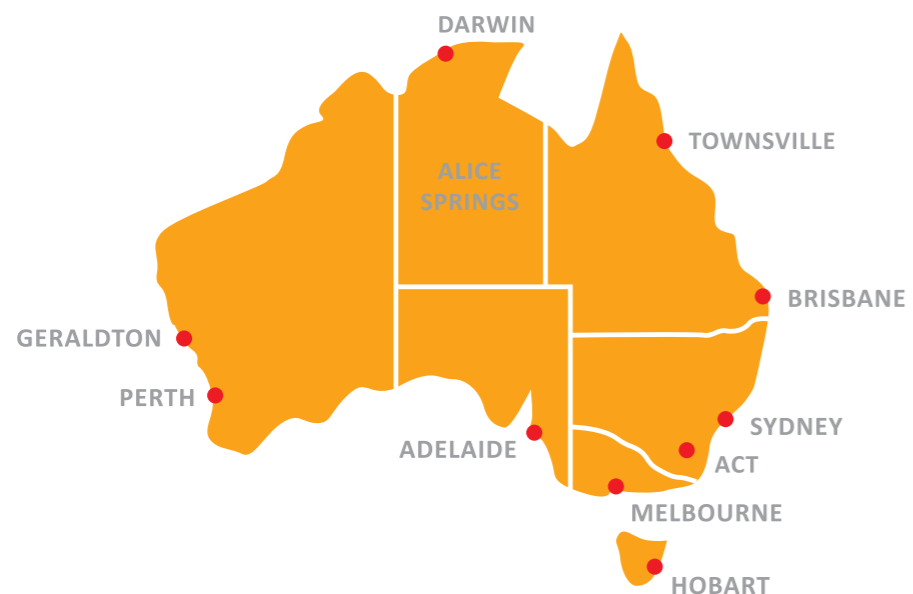 DARWIN
TOWNSVILLE
ALICE
SPRINGS
BRISBANE
GERALDTON
PERTH
SYDNEY
ADELAIDE
ACT
MELBOURNE
HOBART